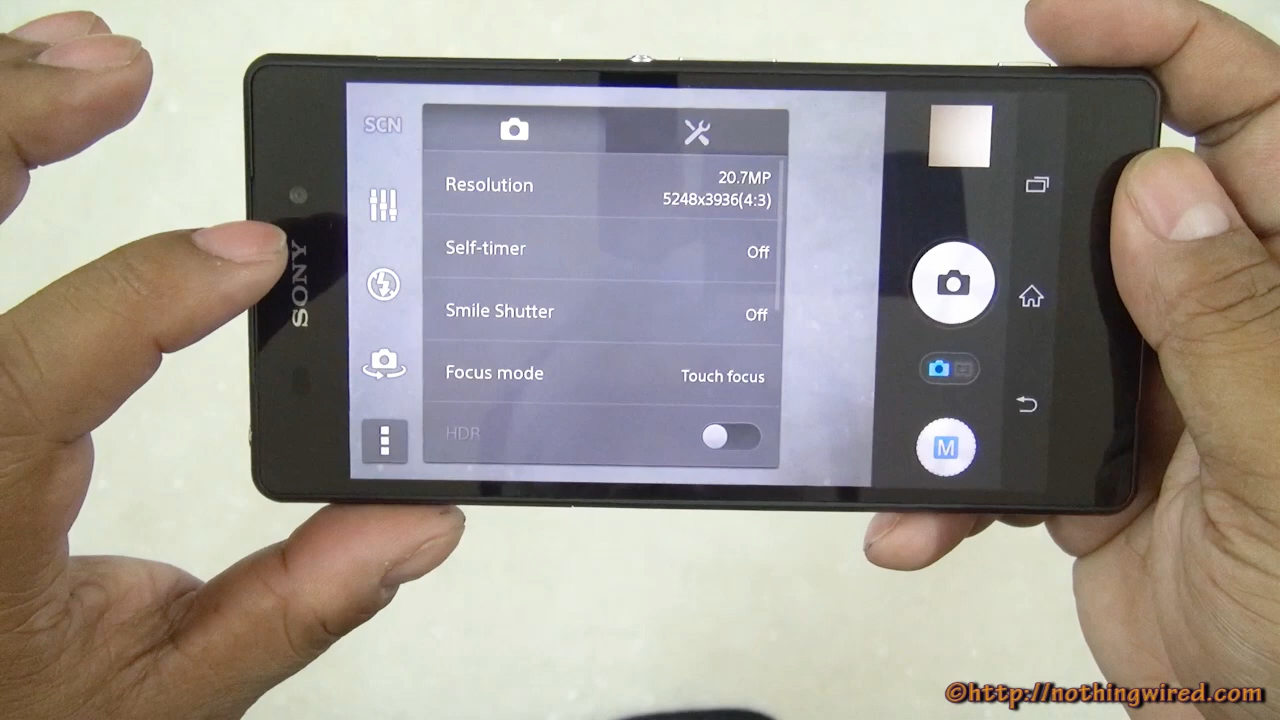 SONY
SCN
Resolution
20.7MP
5248x3936(4:3)
Self-timer
Off
Smile Shutter
Off
Focus mode
Touch focus
HDR
M
©http://nothingwired.com